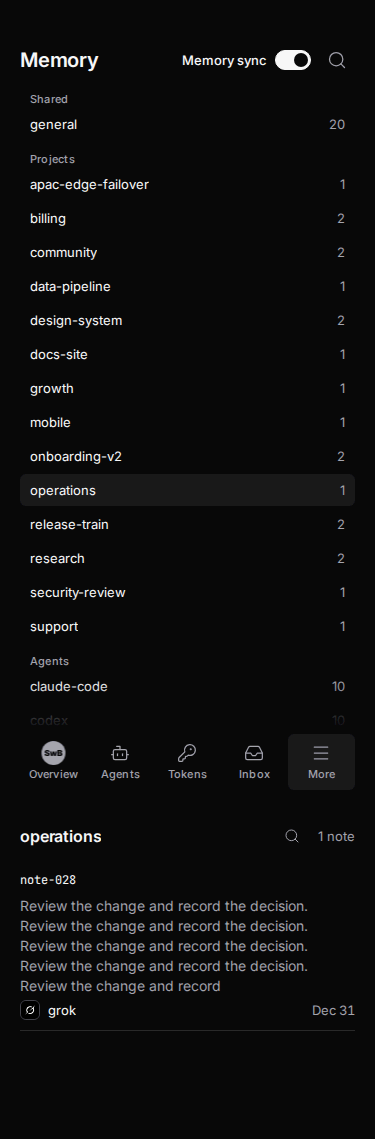 Memory
Memory sync
Shared
general 20
Projects
apac-edge-failover 1
billing 2
community 2
data-pipeline 1
design-system 2
docs-site 1
growth 1
mobile 1
onboarding-v2 2
operations 1
release-train 2
research 2
security-review 1
support 1
Agents
claude-code 10
codex 10
SwB
Overview Agents Tokens Inbox More
operations 1 note
note-028
Review the change and record the decision.
Review the change and record the decision.
Review the change and record the decision.
Review the change and record the decision.
Review the change and record
grok Dec 31